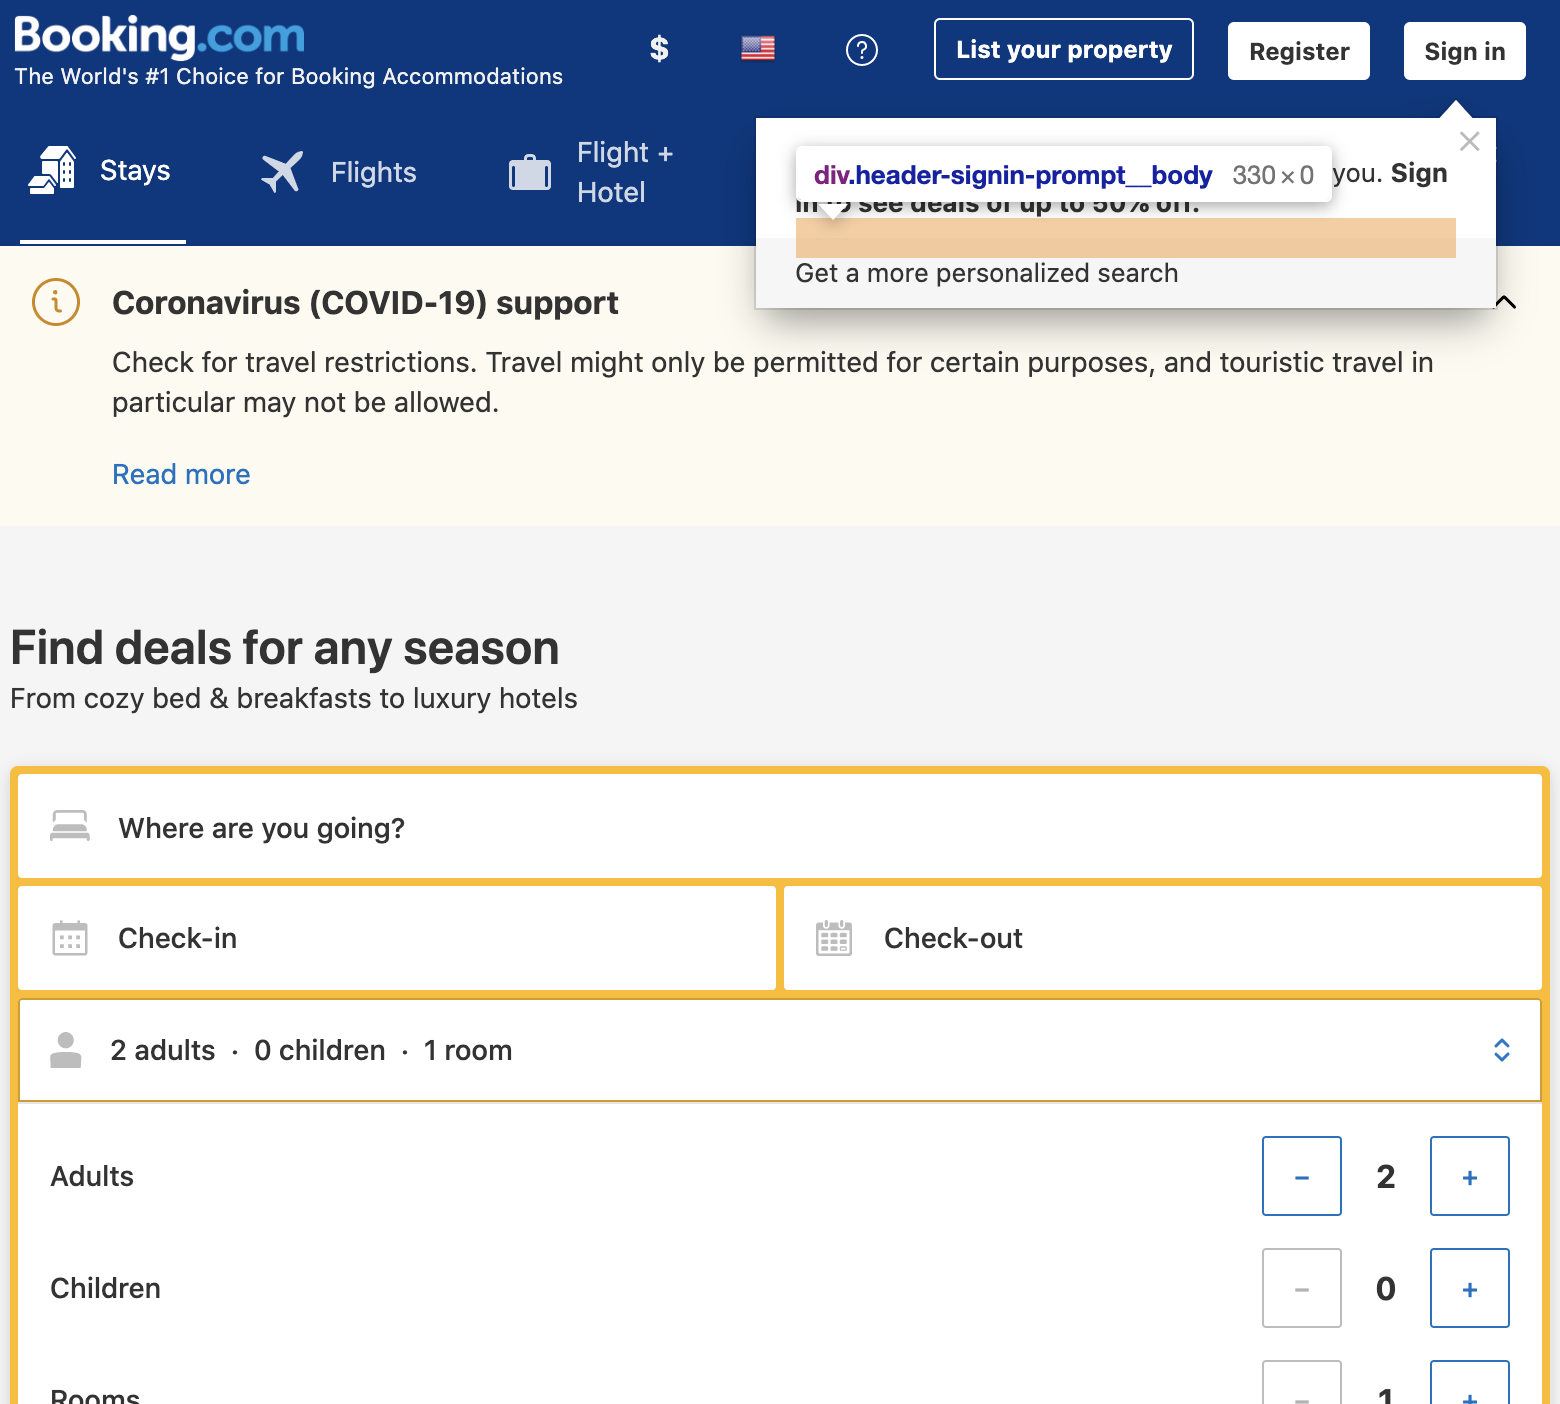 Booking.com
The World's #1 Choice for Booking Accommodations
$
?
List your property
Register
Sign in
Stays
Flights
Flight +
Hotel
div.header-signin-prompt__body 330 × 0
you. Sign
in to see deals of up to 50% off.
Get a more personalized search
Coronavirus (COVID-19) support
Check for travel restrictions. Travel might only be permitted for certain purposes, and touristic travel in
particular may not be allowed.
Read more
Find deals for any season
From cozy bed & breakfasts to luxury hotels
Where are you going?
Check-in
Check-out
2 adults · 0 children · 1 room
Adults
− 2 +
Children
− 0 +
Rooms
− 1 +